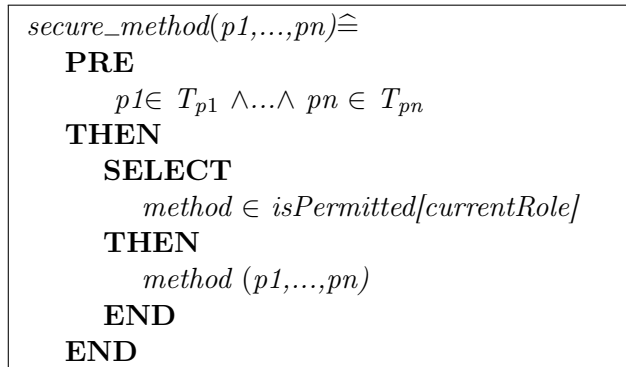 secure_method(p1,...,pn)≙
PRE
p1∈ T_{p1} ∧...∧ pn ∈ T_{pn}
THEN
SELECT
method ∈ isPermitted[currentRole]
THEN
method (p1,...,pn)
END
END